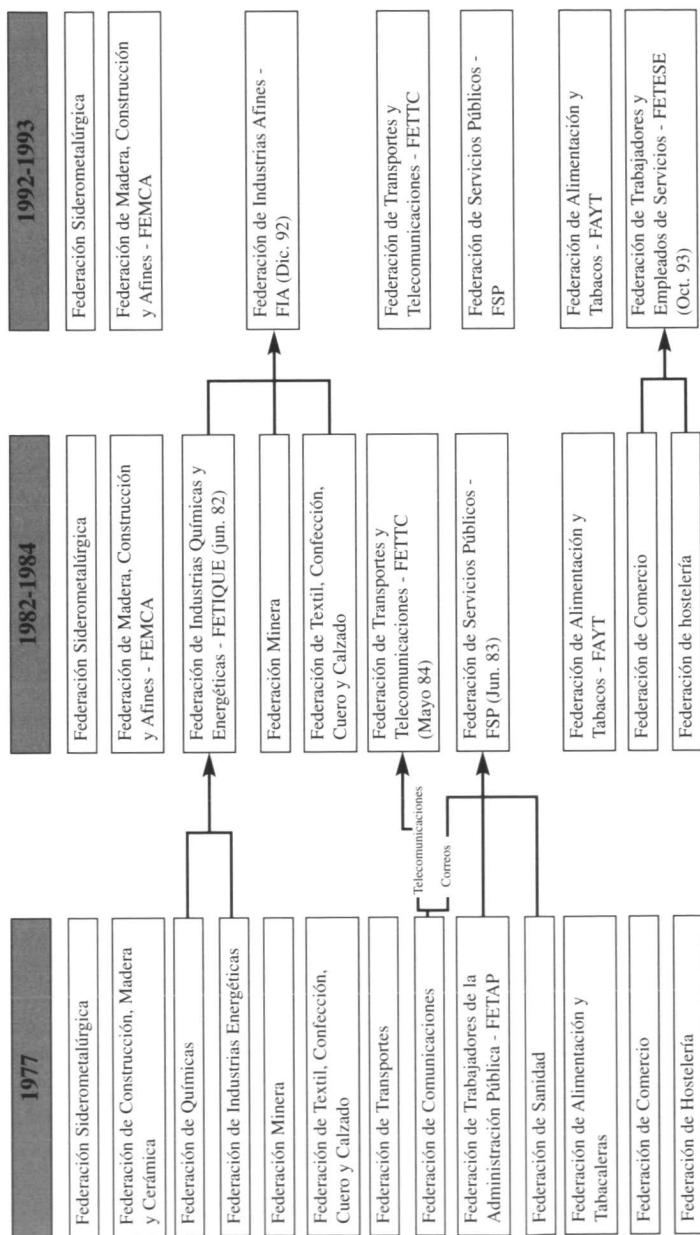 1977
Federación Siderometalúrgica
Federación de Construcción, Madera
y Cerámica
Federación de Químicas
Federación de Industrias Energéticas
Federación Minera
Federación de Textil, Confección,
Cuero y Calzado
Federación de Transportes
Federación de Comunicaciones
Federación de Trabajadores de la
Administración Pública - FETAP
Federación de Sanidad
Federación de Alimentación y
Tabacaleras
Federación de Comercio
Federación de Hostelería
Telecomunicaciones
Correos
1982-1984
Federación Siderometalúrgica
Federación de Madera, Construcción
y Afines - FEMCA
Federación de Industrias Químicas y
Energéticas - FETIQUE (jun. 82)
Federación Minera
Federación de Textil, Confección,
Cuero y Calzado
Federación de Transportes y
Telecomunicaciones - FETTC
(Mayo 84)
Federación de Servicios Públicos -
FSP (Jun. 83)
Federación de Alimentación y
Tabacos - FAYT
Federación de Comercio
Federación de hostelería
1992-1993
Federación Siderometalúrgica
Federación de Madera, Construcción
y Afines - FEMCA
Federación de Industrias Afines -
FIA (Dic. 92)
Federación de Transportes y
Telecomunicaciones - FETTC
Federación de Servicios Públicos -
FSP
Federación de Alimentación y
Tabacos - FAYT
Federación de Trabajadores y
Empleados de Servicios - FETESE
(Oct. 93)